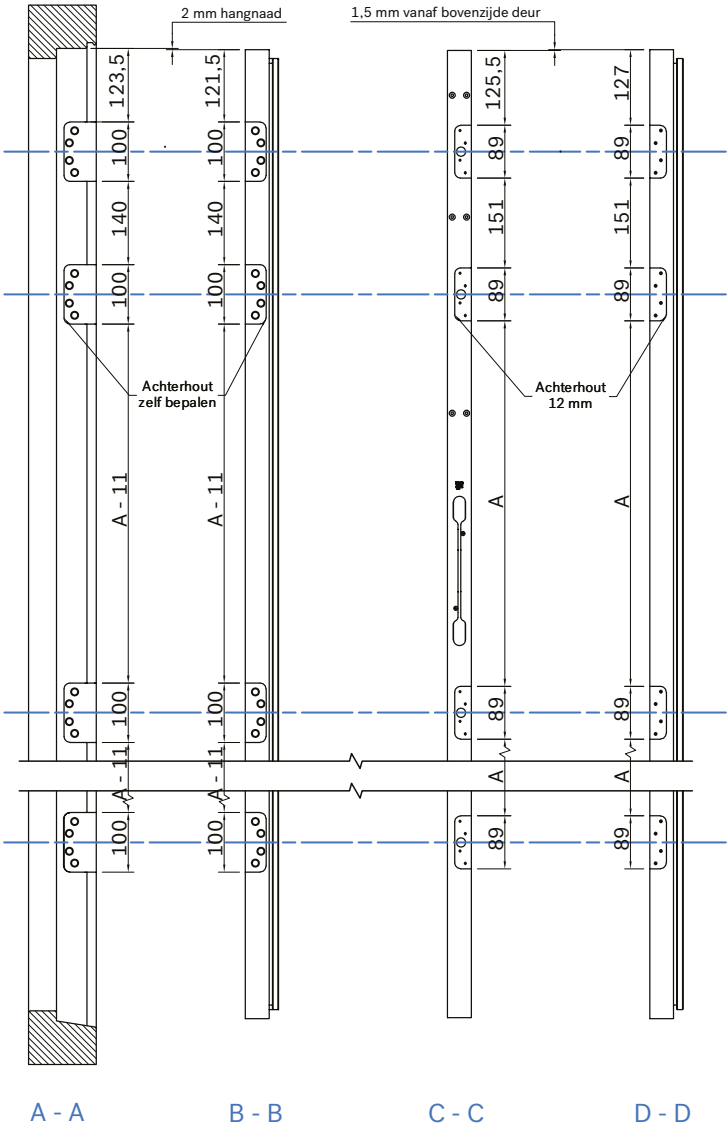 2 mm hangnaad
1,5 mm vanaf bovenzijde deur
123,5
121,5
125,5
127
100
100
89
89
140
140
151
151
100
100
89
89
Achterhout
zelf bepalen
Achterhout
12 mm
A - 11
A - 11
A
A
100
100
89
89
A - 11
A - 11
A
A
100
100
89
89
A - A
B - B
C - C
D - D